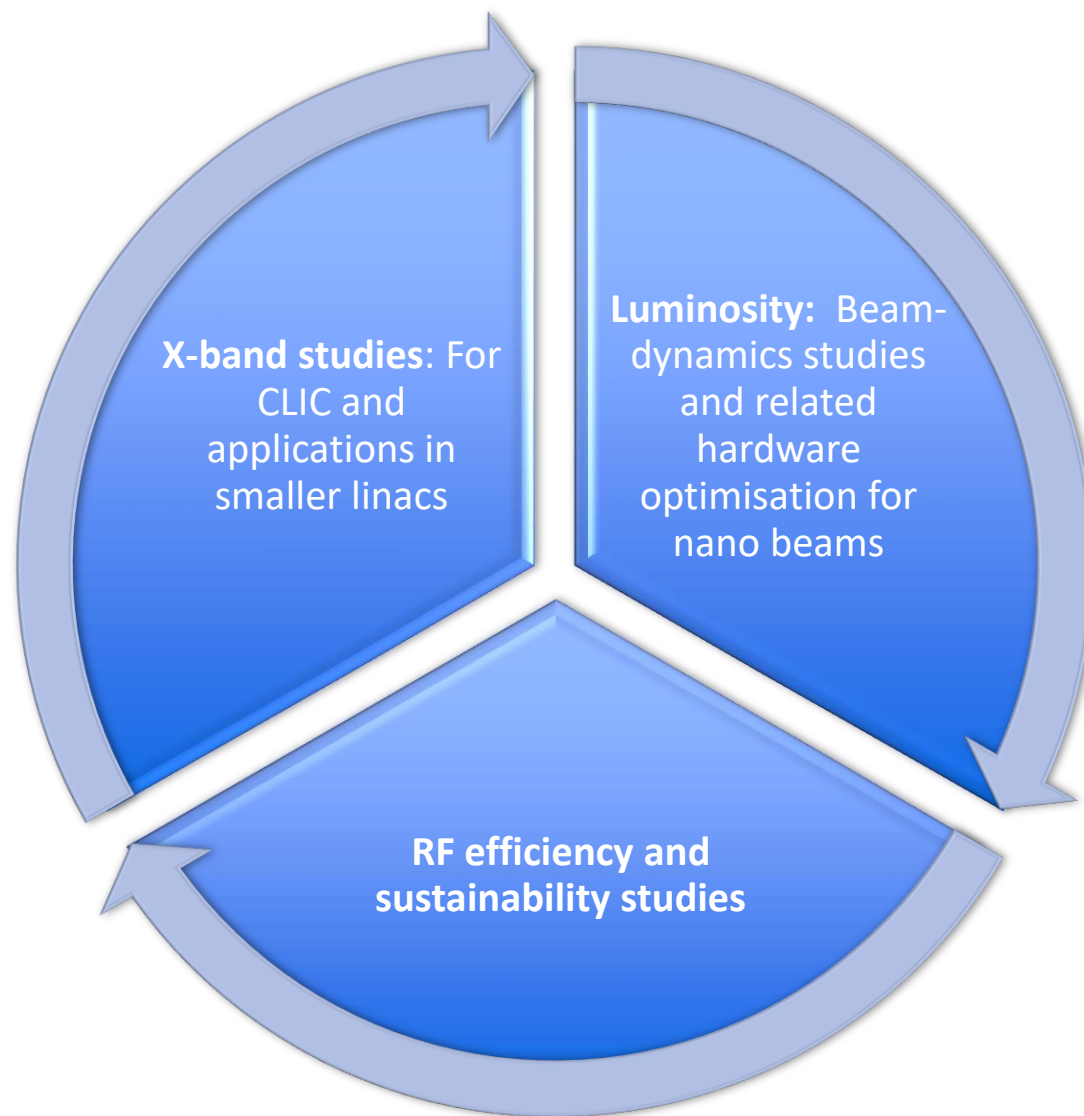 X-band studies: For
CLIC and
applications in
smaller linacs
Luminosity:  Beam-
dynamics studies
and related
hardware
optimisation for
nano beams
RF efficiency and
sustainability studies